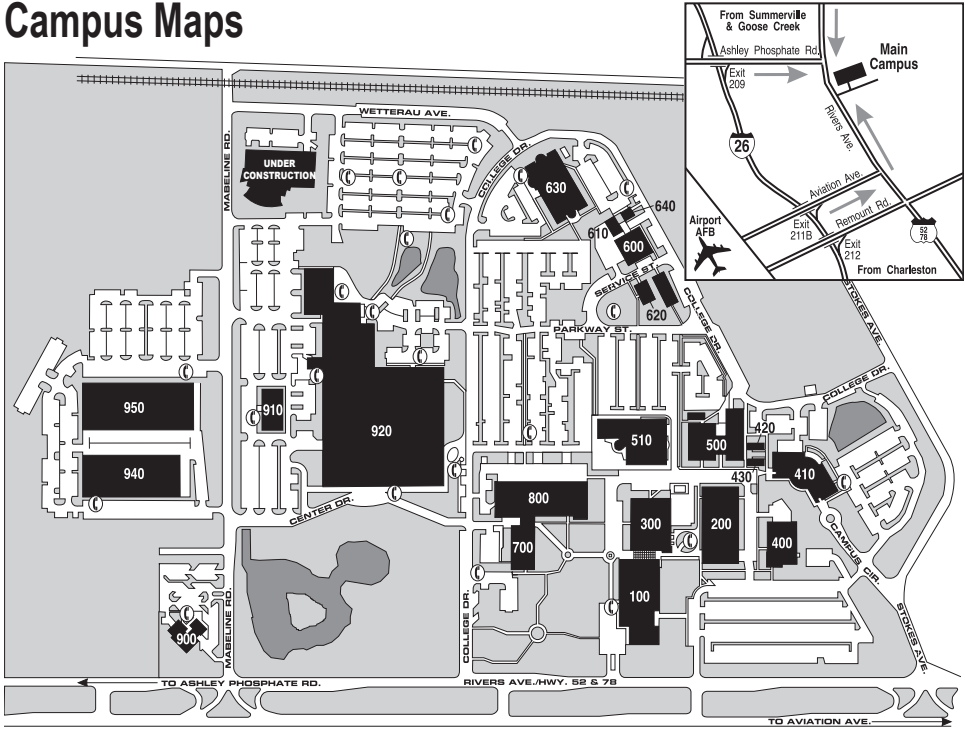 Campus Maps
From Summerville
& Goose Creek
Ashley Phosphate Rd.
Exit
209
Main
Campus
26
Rivers Ave.
Aviation Ave.
Remount Rd.
Airport
AFB
Exit
211B
Exit
212
52
78
From Charleston
WETTERAU AVE.
MABELINE RD.
UNDER
CONSTRUCTION
COLLEGE DR.
630
640
610
600
SERVICE ST.
620
COLLEGE DR.
STOKES AVE.
PARKWAY ST.
COLLEGE DR.
950
910
920
510
500
420
940
430
410
CENTER DR.
800
300
200
700
400
CAMPUS CIR.
100
MABELINE RD.
COLLEGE DR.
STOKES AVE.
900
TO ASHLEY PHOSPHATE RD.
RIVERS AVE./HWY. 52 & 78
TO AVIATION AVE.